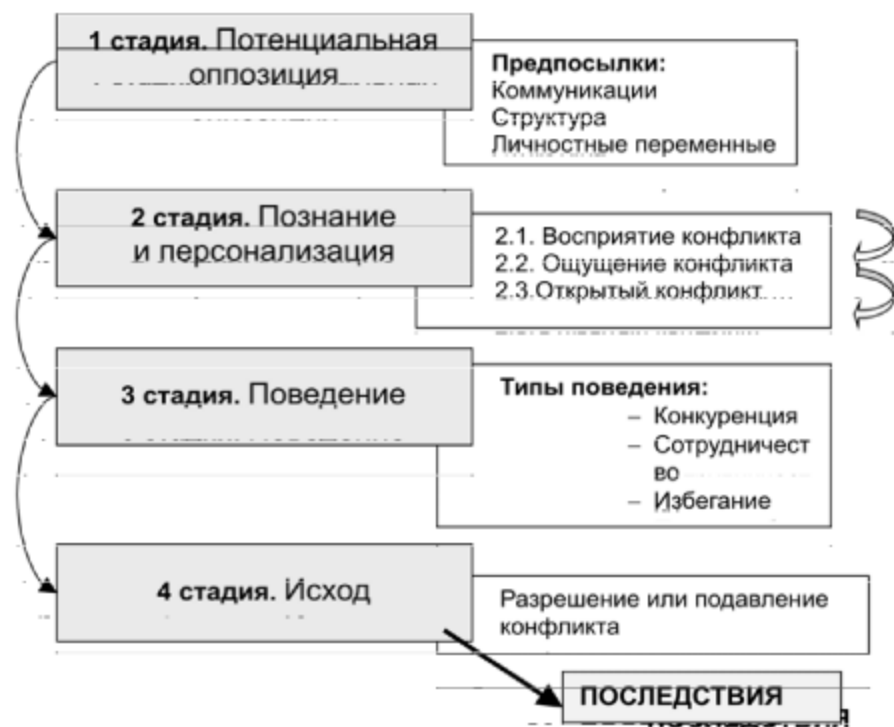 1 стадия. Потенциальная
оппозиция
Предпосылки:
Коммуникации
Структура
Личностные переменные
2 стадия. Познание
и персонализация
2.1. Восприятие конфликта
2.2. Ощущение конфликта
2.3.Открытый конфликт
3 стадия. Поведение
Типы поведения:
– Конкуренция
– Сотрудничест
во
– Избегание
4 стадия. Исход
Разрешение или подавление
конфликта
ПОСЛЕДСТВИЯ